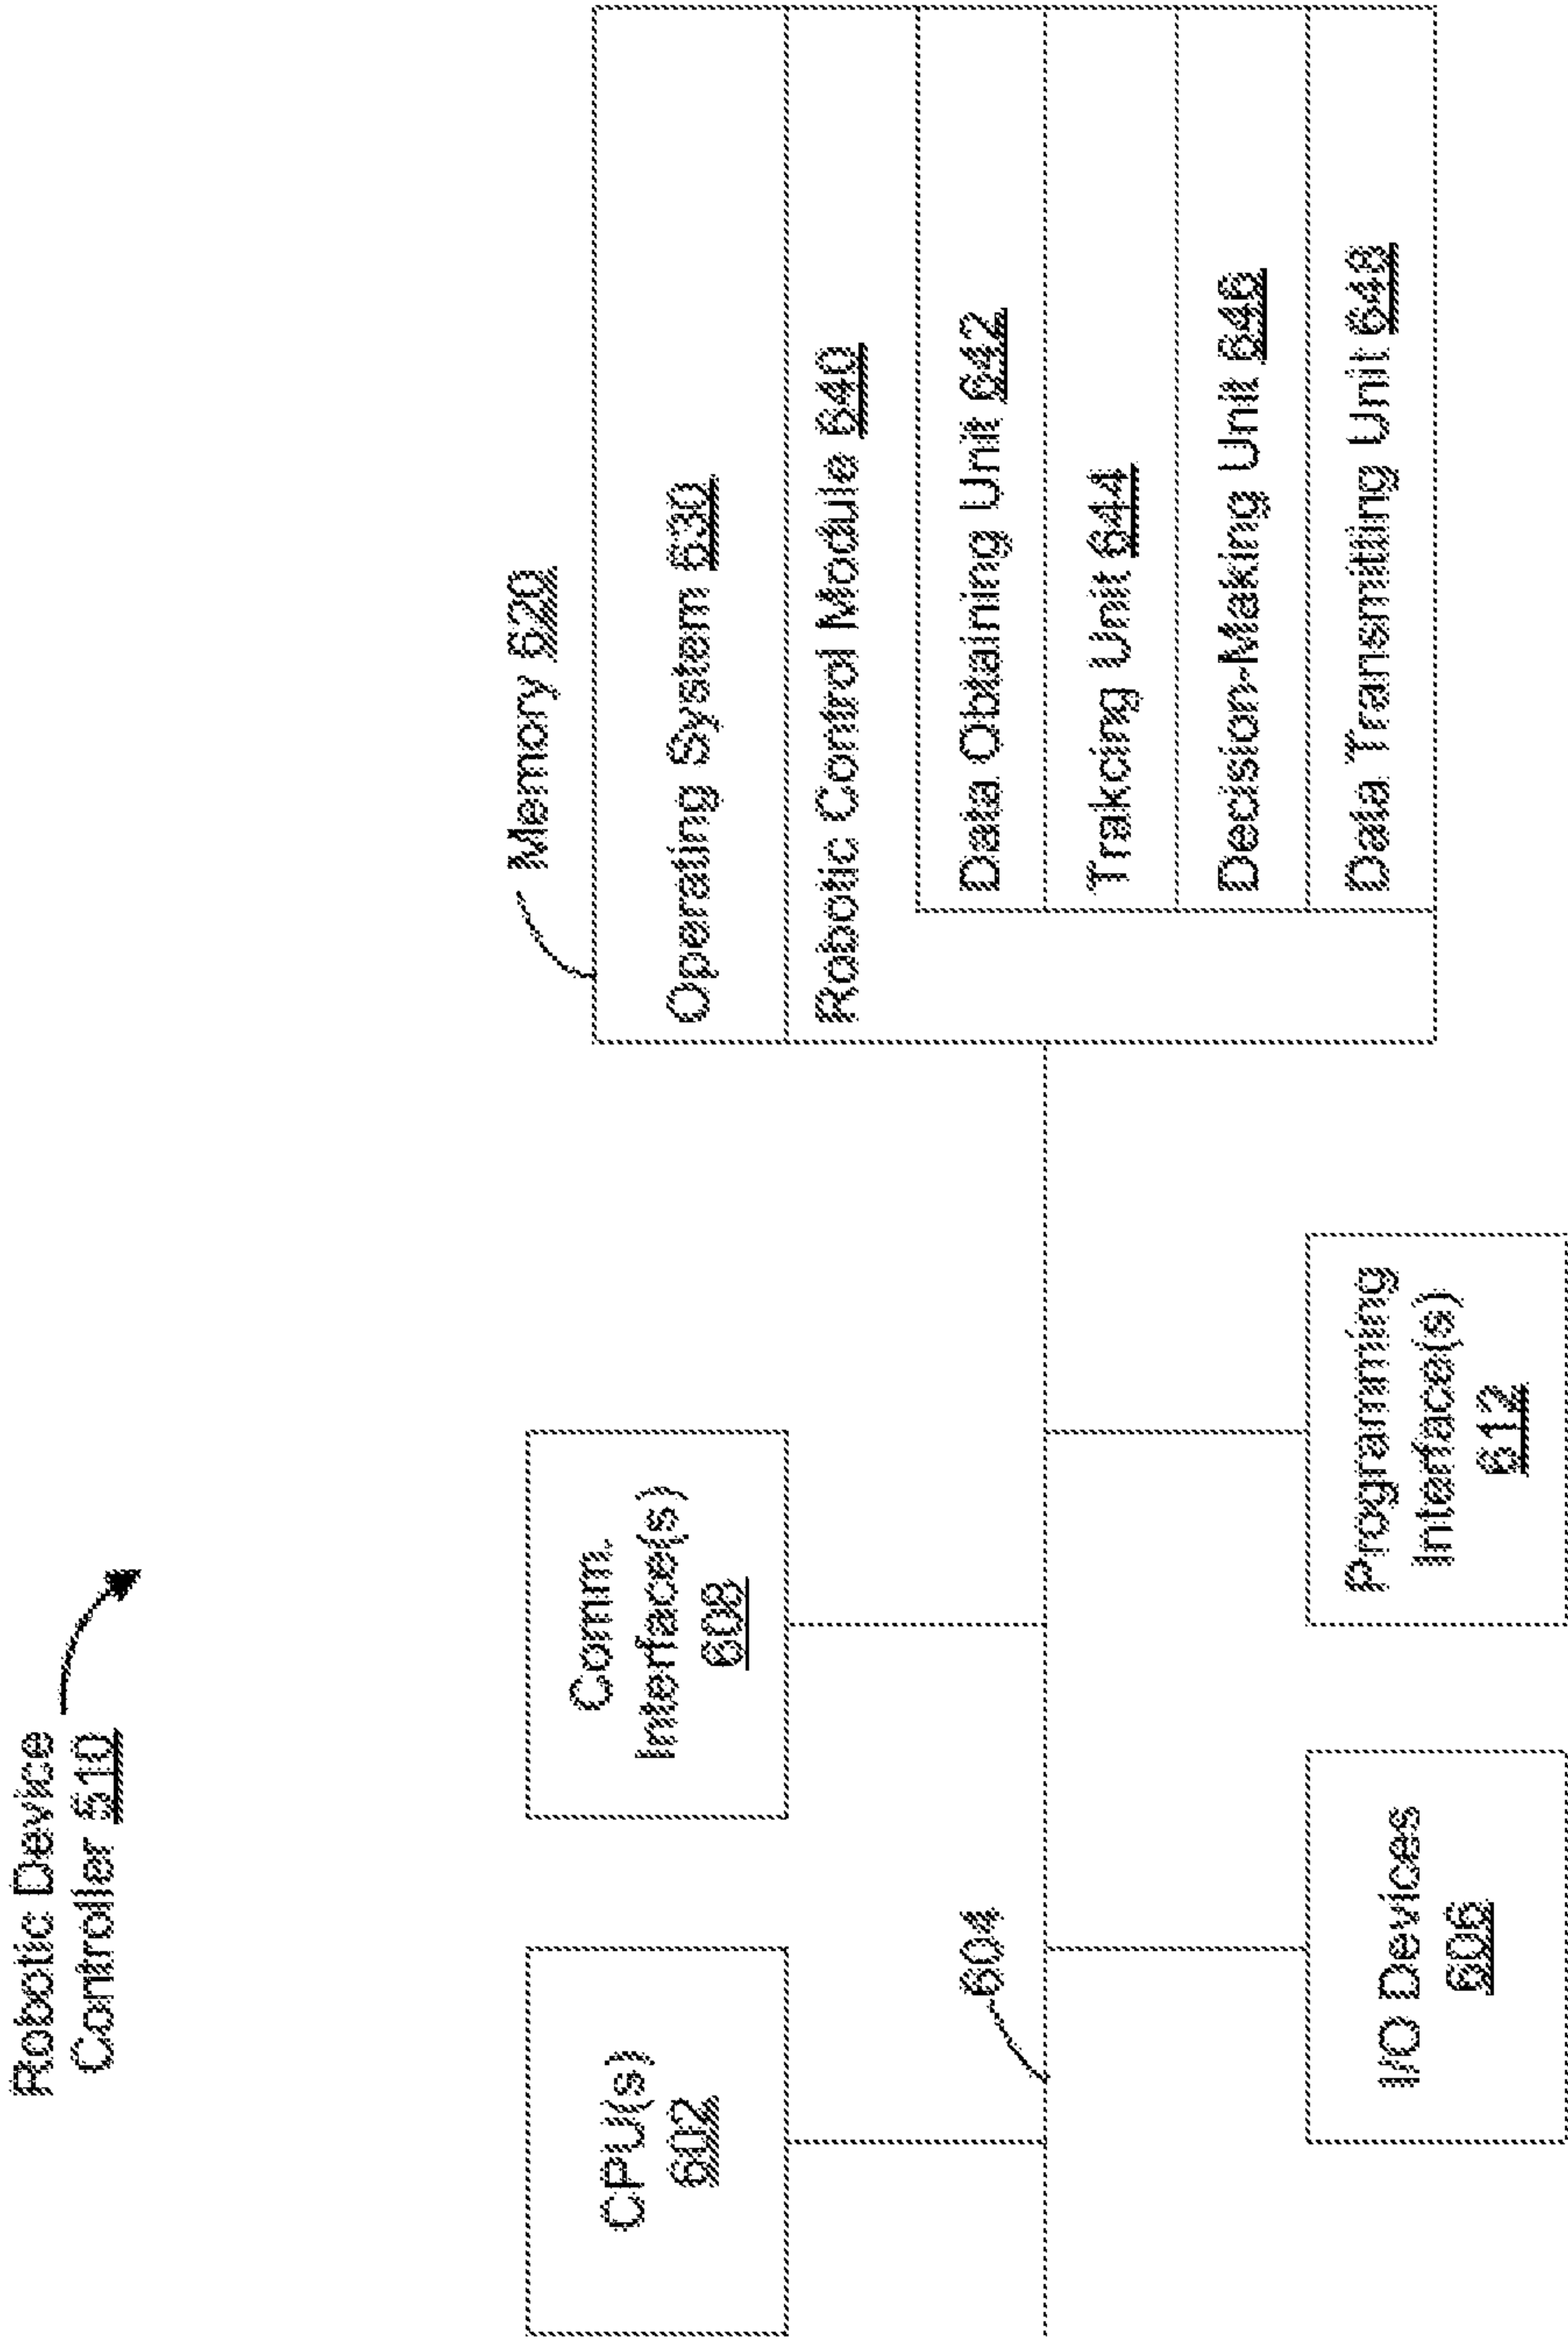 Robotic Device
Controller 510
CPU(s)
602
Comm.
Interface(s)
608
604
I/O Devices
606
Programming
Interface(s)
612
Memory 620
Operating System 630
Robotic Control Module 640
Data Obtaining Unit 642
Trakcing Unit 644
Decision-Making Unit 646
Data Transmitting Unit 648